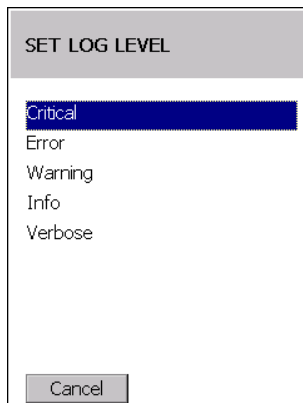 SET LOG LEVEL
Critical
Error
Warning
Info
Verbose
Cancel